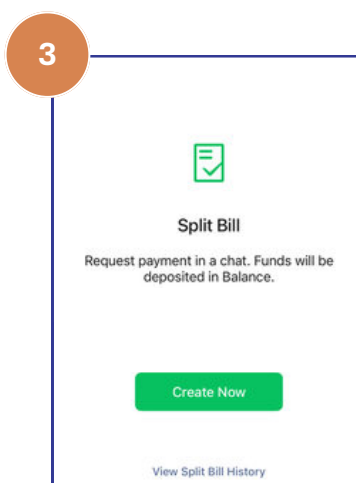 3
Split Bill
Request payment in a chat. Funds will be
deposited in Balance.
Create Now
View Split Bill History